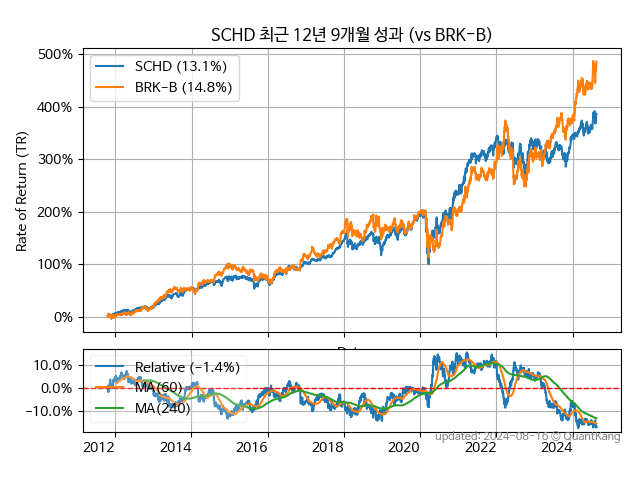 SCHD 최근 12년 9개월 성과 (vs BRK-B)
500%
400%
300%
200%
100%
0%
Rate of Return (TR)
SCHD (13.1%)
BRK-B (14.8%)
10.0%
0.0%
−10.0%
Relative (−1.4%)
MA(60)
MA(240)
updated: 2024-08-16 © QuantKang
2012 2014 2016 2018 2020 2022 2024